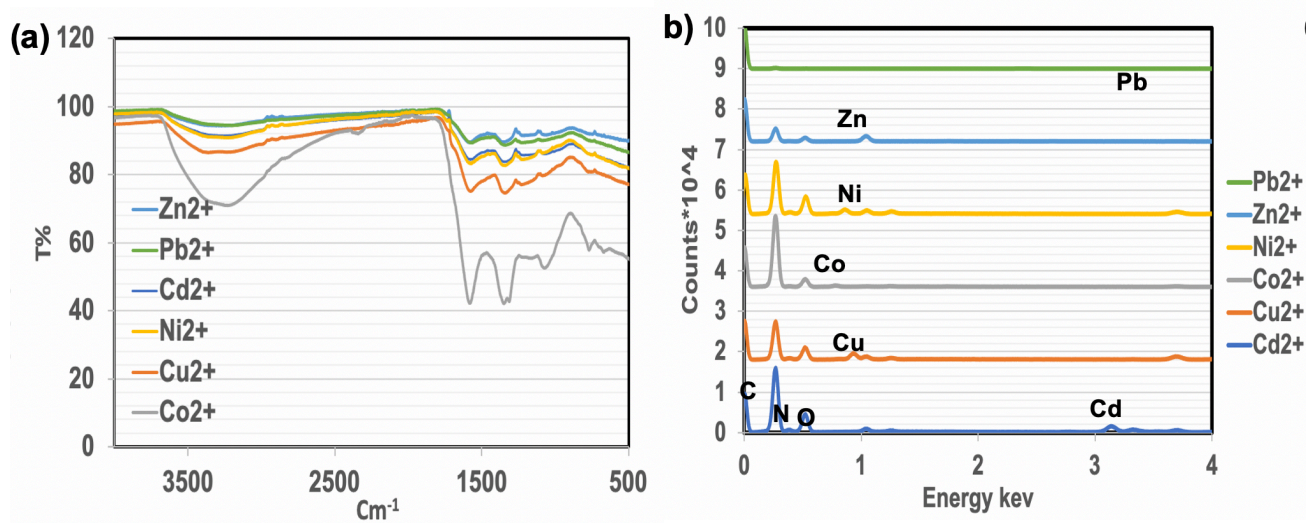 (a)
120
100
80
60
40
20
0
T%
Zn2+
Pb2+
Cd2+
Ni2+
Cu2+
Co2+
3500 2500 1500 500
Cm-1
b)
10
9
8
7
6
5
4
3
2
1
0
Counts*10^4
Pb
Zn
Ni
Co
Cu
C
N O
Cd
0 1 2 3 4
Energy kev
Pb2+
Zn2+
Ni2+
Co2+
Cu2+
Cd2+